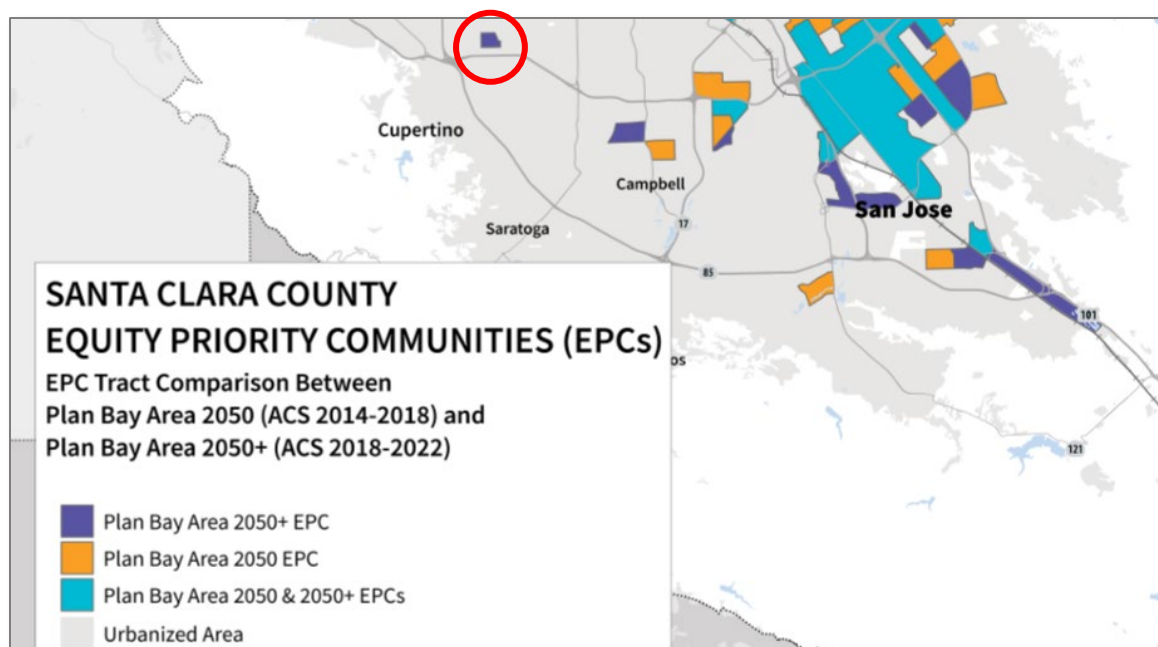 Cupertino
Campbell
San Jose
Saratoga
17
85
101
os
121
SANTA CLARA COUNTY
EQUITY PRIORITY COMMUNITIES (EPCs)
EPC Tract Comparison Between
Plan Bay Area 2050 (ACS 2014-2018) and
Plan Bay Area 2050+ (ACS 2018-2022)
Plan Bay Area 2050+ EPC
Plan Bay Area 2050 EPC
Plan Bay Area 2050 & 2050+ EPCs
Urbanized Area